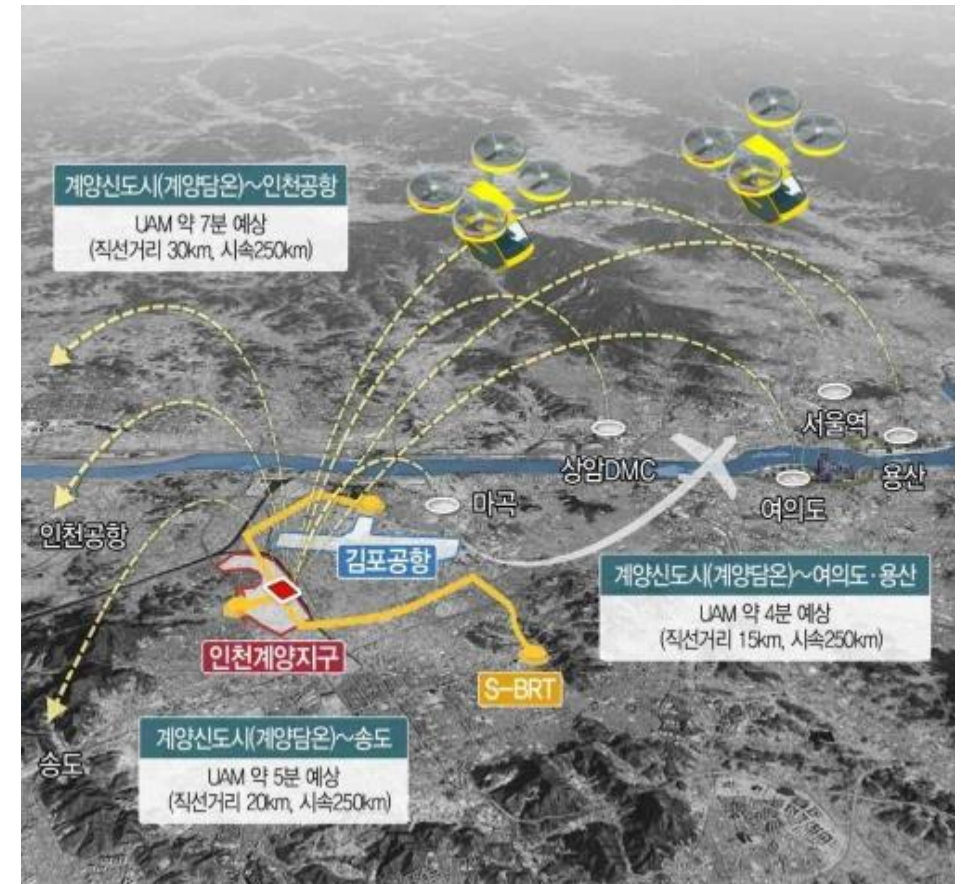 계양신도시(계양담온)~인천공항
UAM 약 7분 예상
(직선거리 30km, 시속250km)
서울역
용산
상암DMC
여의도
마곡
인천공항
김포공항
계양신도시(계양담온)~여의도·용산
UAM 약 4분 예상
(직선거리 15km, 시속250km)
인천계양지구
S-BRT
계양신도시(계양담온)~송도
UAM 약 5분 예상
(직선거리 20km, 시속250km)
송도